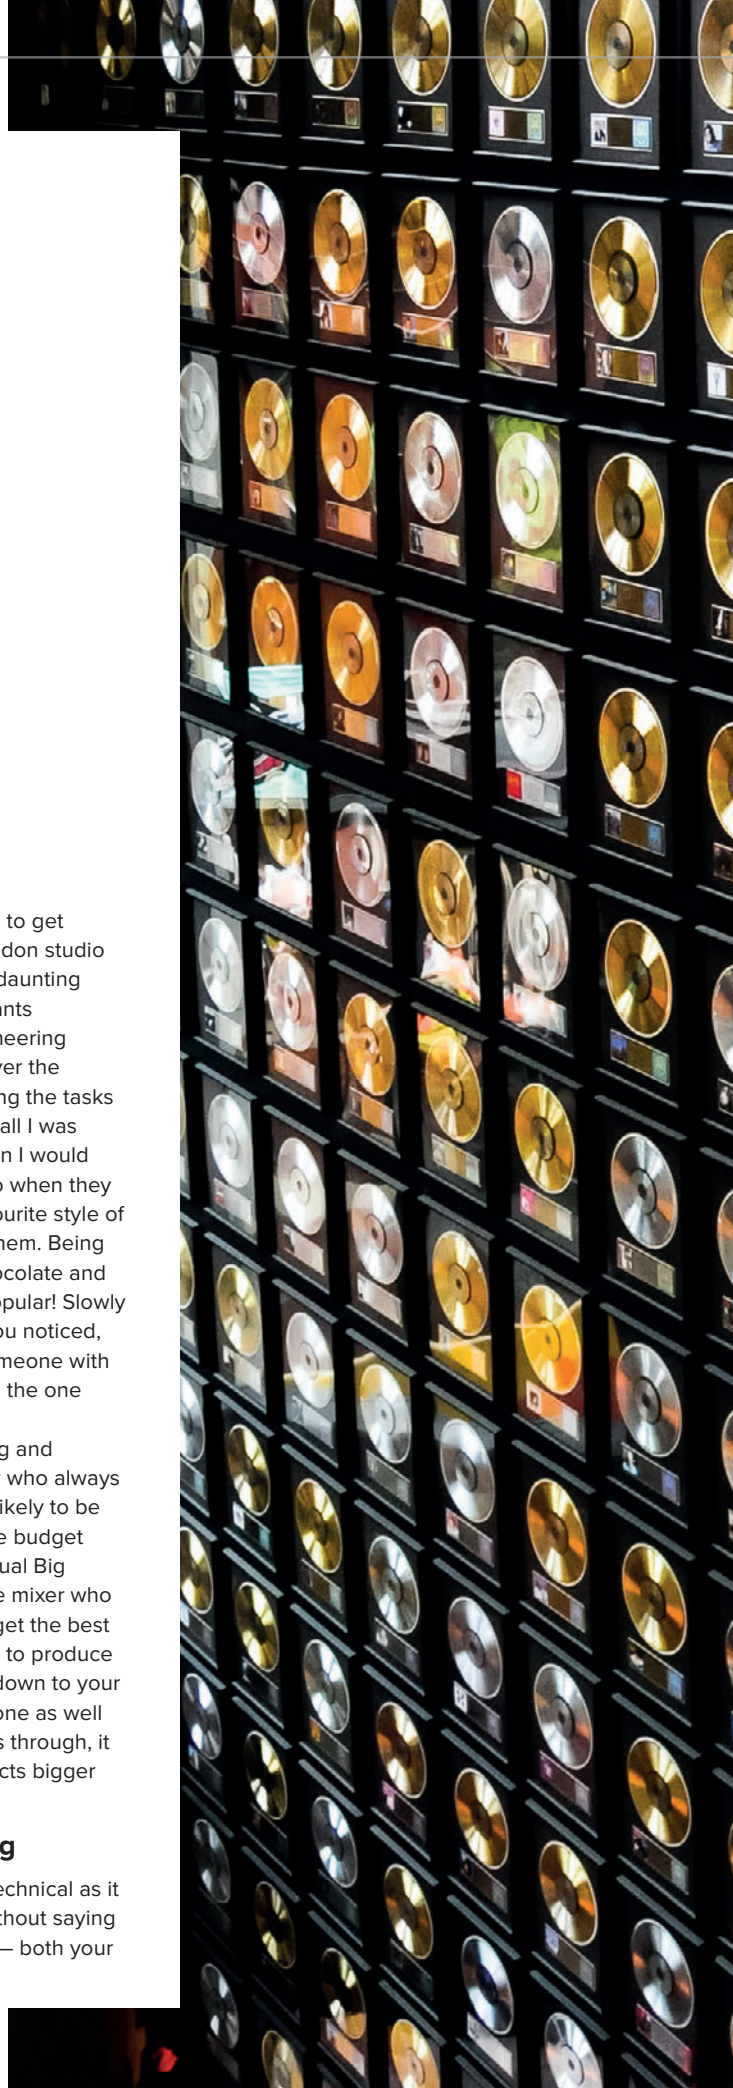 to get
don studio
daunting
ants
neering
ver the
ng the tasks
all I was
n I would
o when they
ourite style of
hem. Being
ocolate and
opular! Slowly
ou noticed,
meone with
the one
g and
who always
ikely to be
e budget
ual Big
e mixer who
get the best
to produce
down to your
one as well
s through, it
cts bigger
g
echnical as it
thout saying
— both your